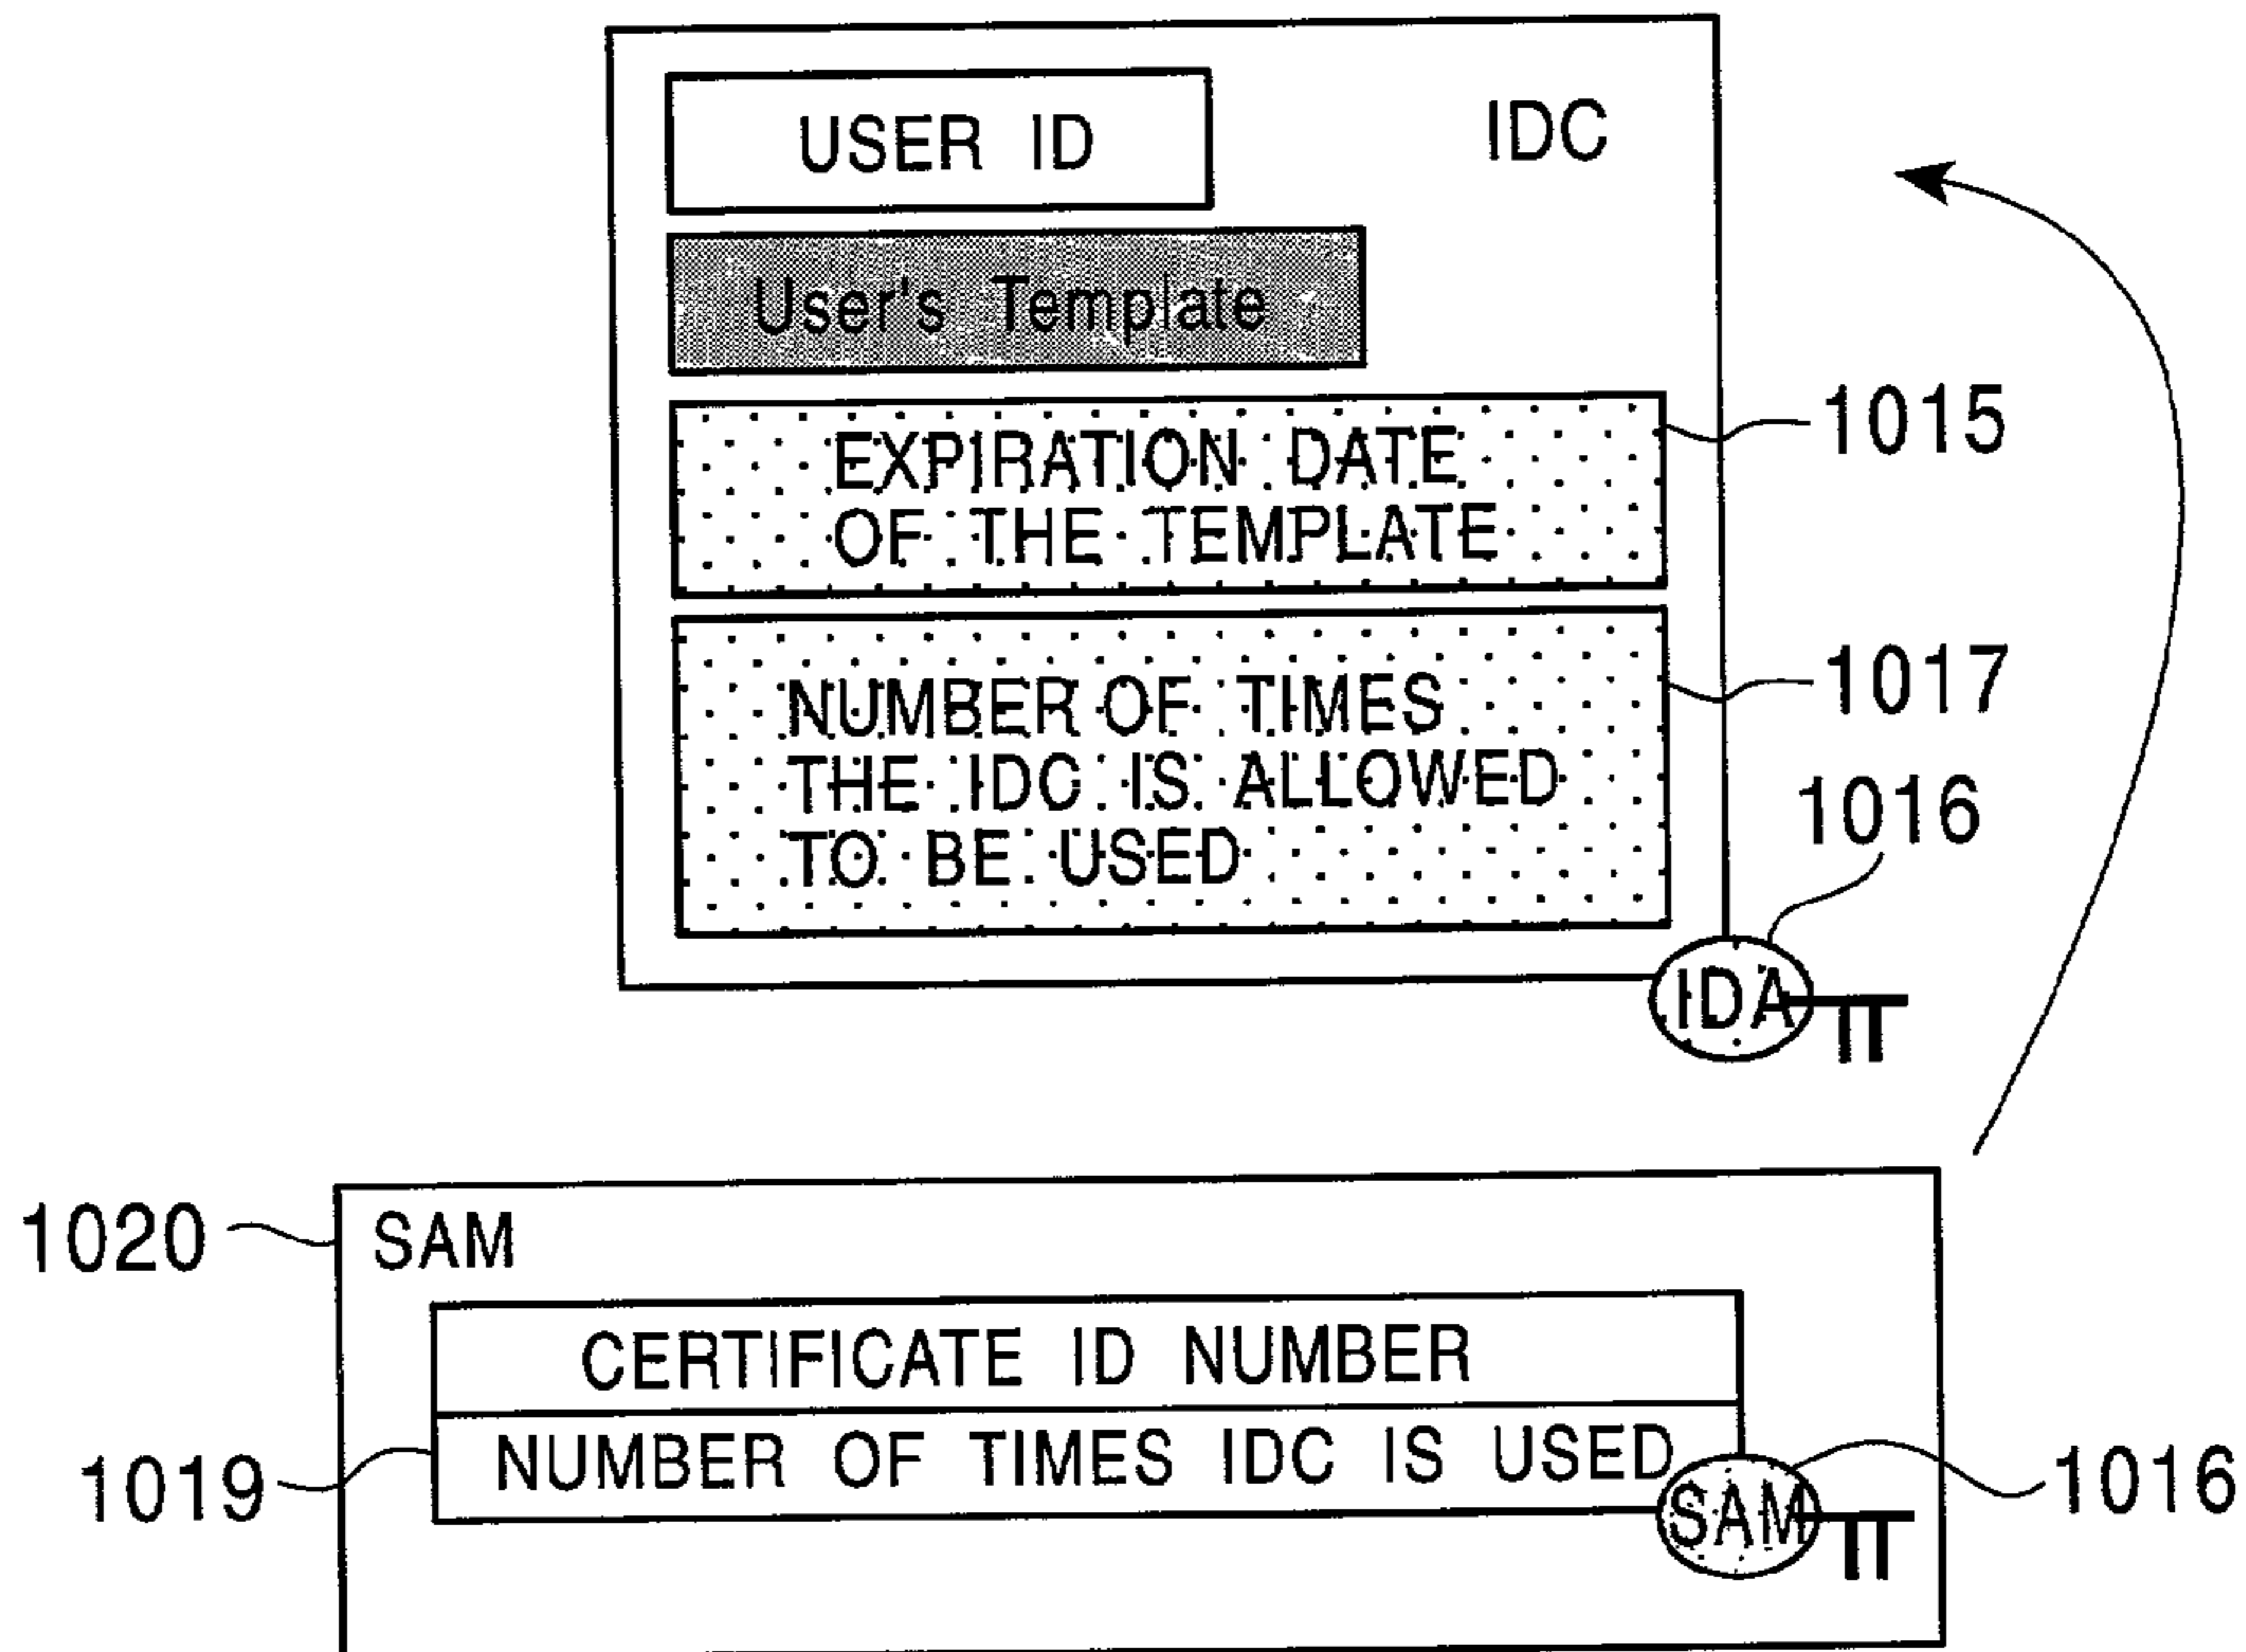 USER ID
IDC
User's Template
EXPIRATION DATE
OF THE TEMPLATE
1015
NUMBER OF TIMES
THE IDC IS ALLOWED
TO BE USED
1017
1016
IDA
1020
SAM
CERTIFICATE ID NUMBER
NUMBER OF TIMES IDC IS USED
1019
SAM
1016